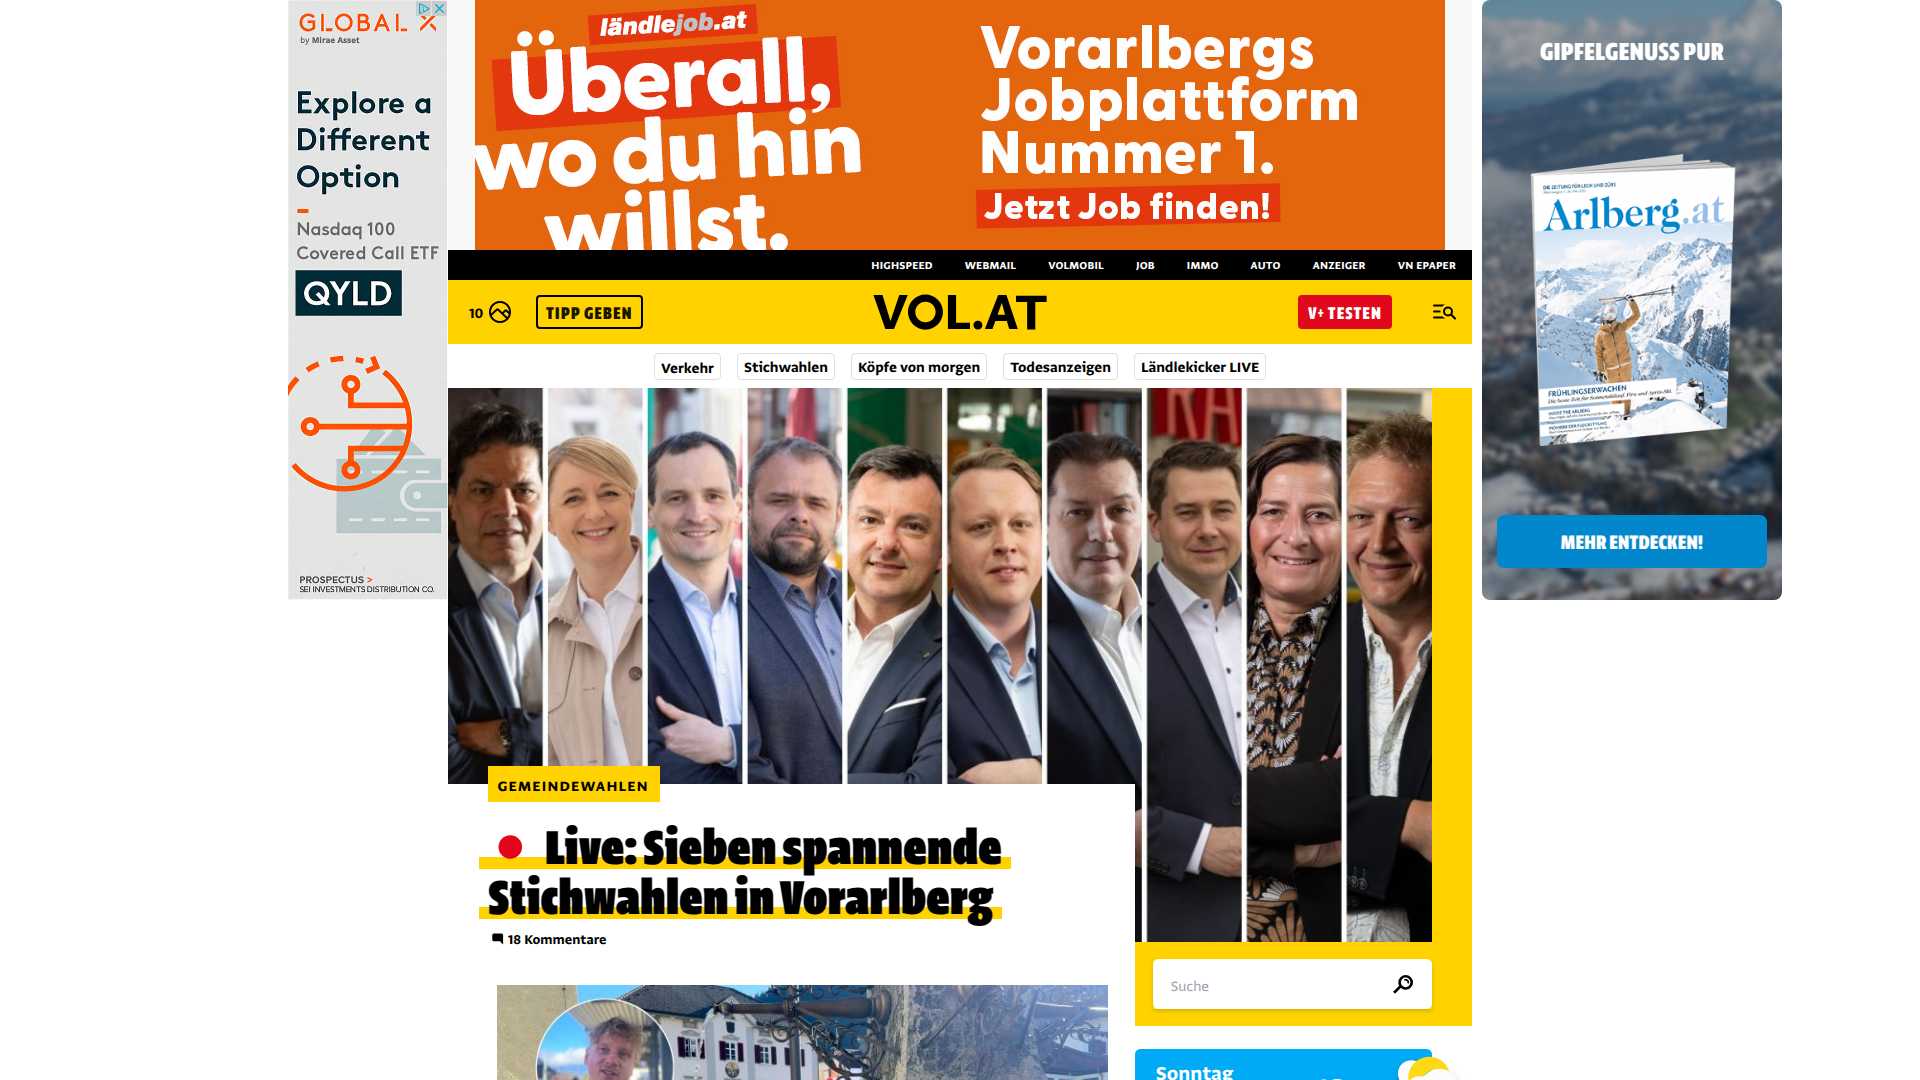 GLOBAL X
by Mirae Asset
Explore a
Different
Option
Nasdaq 100
Covered Call ETF
QYLD
PROSPECTUS >
SEI INVESTMENTS DISTRIBUTION CO.
ländlejob.at
Überall,
wo du hin
willst.
Vorarlbergs
Jobplattform
Nummer 1.
Jetzt Job finden!
HIGHSPEED WEBMAIL VOLMOBIL JOB IMMO AUTO ANZEIGER VN EPAPER
10 TIPP GEBEN VOL.AT V+ TESTEN
Verkehr Stichwahlen Köpfe von morgen Todesanzeigen Ländlekicker LIVE
GEMEINDEWAHLEN
Live: Sieben spannende
Stichwahlen in Vorarlberg
18 Kommentare
Suche
Sonntag
GIPFELGENUSS PUR
Arlberg.at
FRÜHLINGSERWACHEN
MEHR ENTDECKEN!